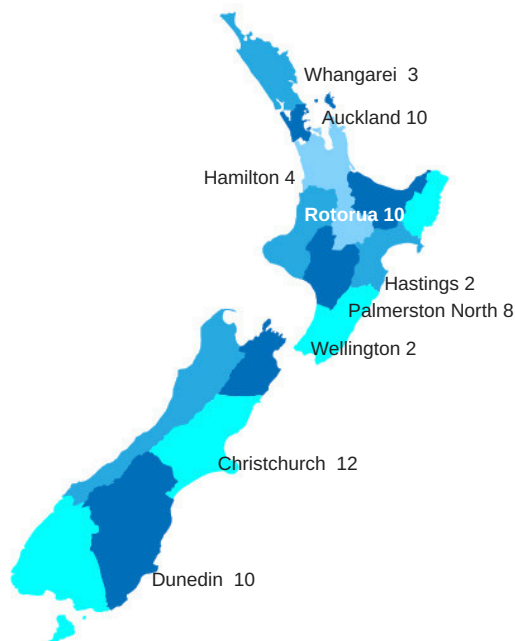 Whangarei 3
Auckland 10
Hamilton 4
Rotorua 10
Hastings 2
Palmerston North 8
Wellington 2
Christchurch 12
Dunedin 10